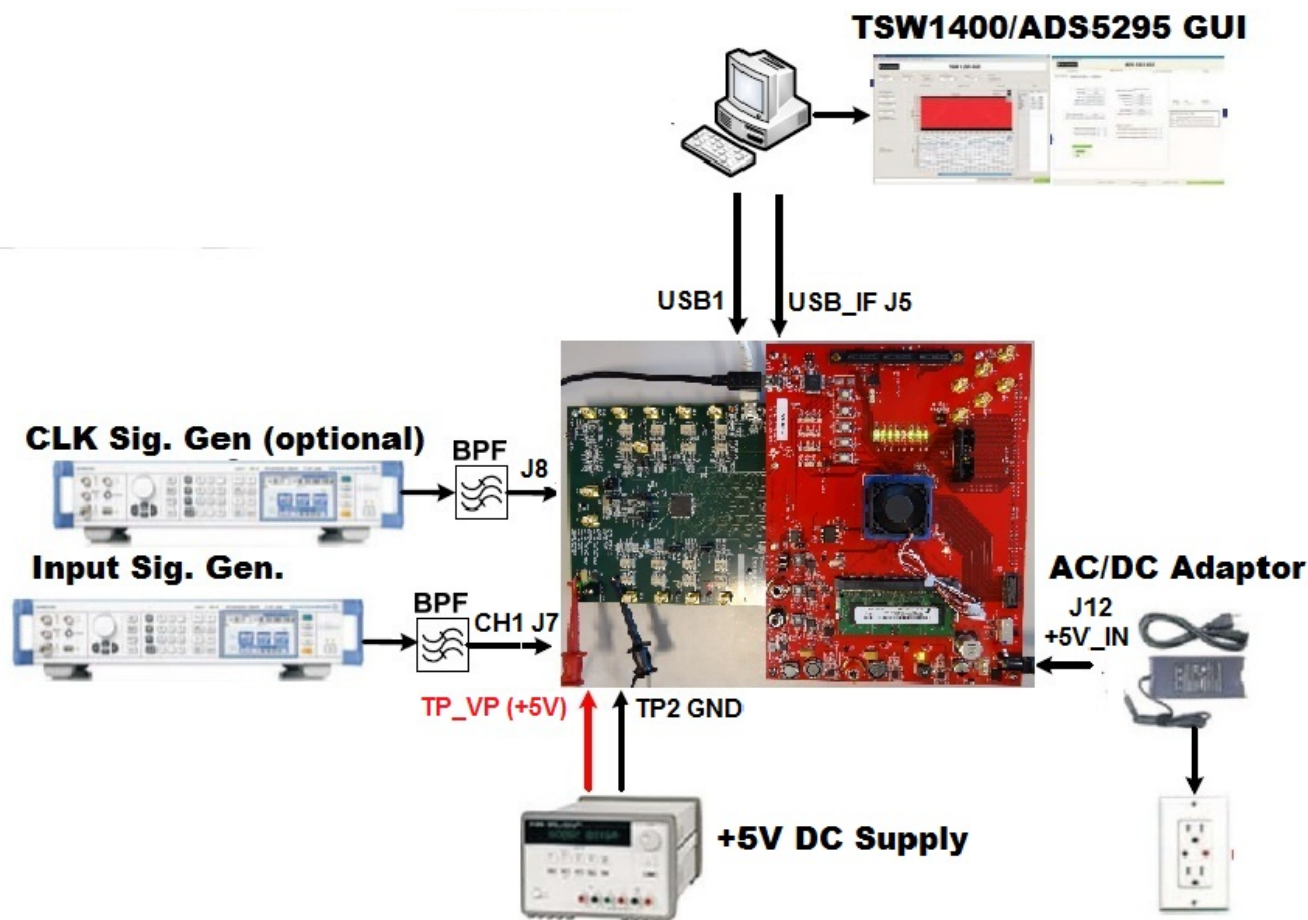 TSW1400/ADS5295 GUI
USB1
USB_IF J5
CLK Sig. Gen (optional)
BPF
J8
Input Sig. Gen.
BPF
CH1 J7
AC/DC Adaptor
J12
+5V_IN
TP_VP (+5V)
TP2 GND
+5V DC Supply